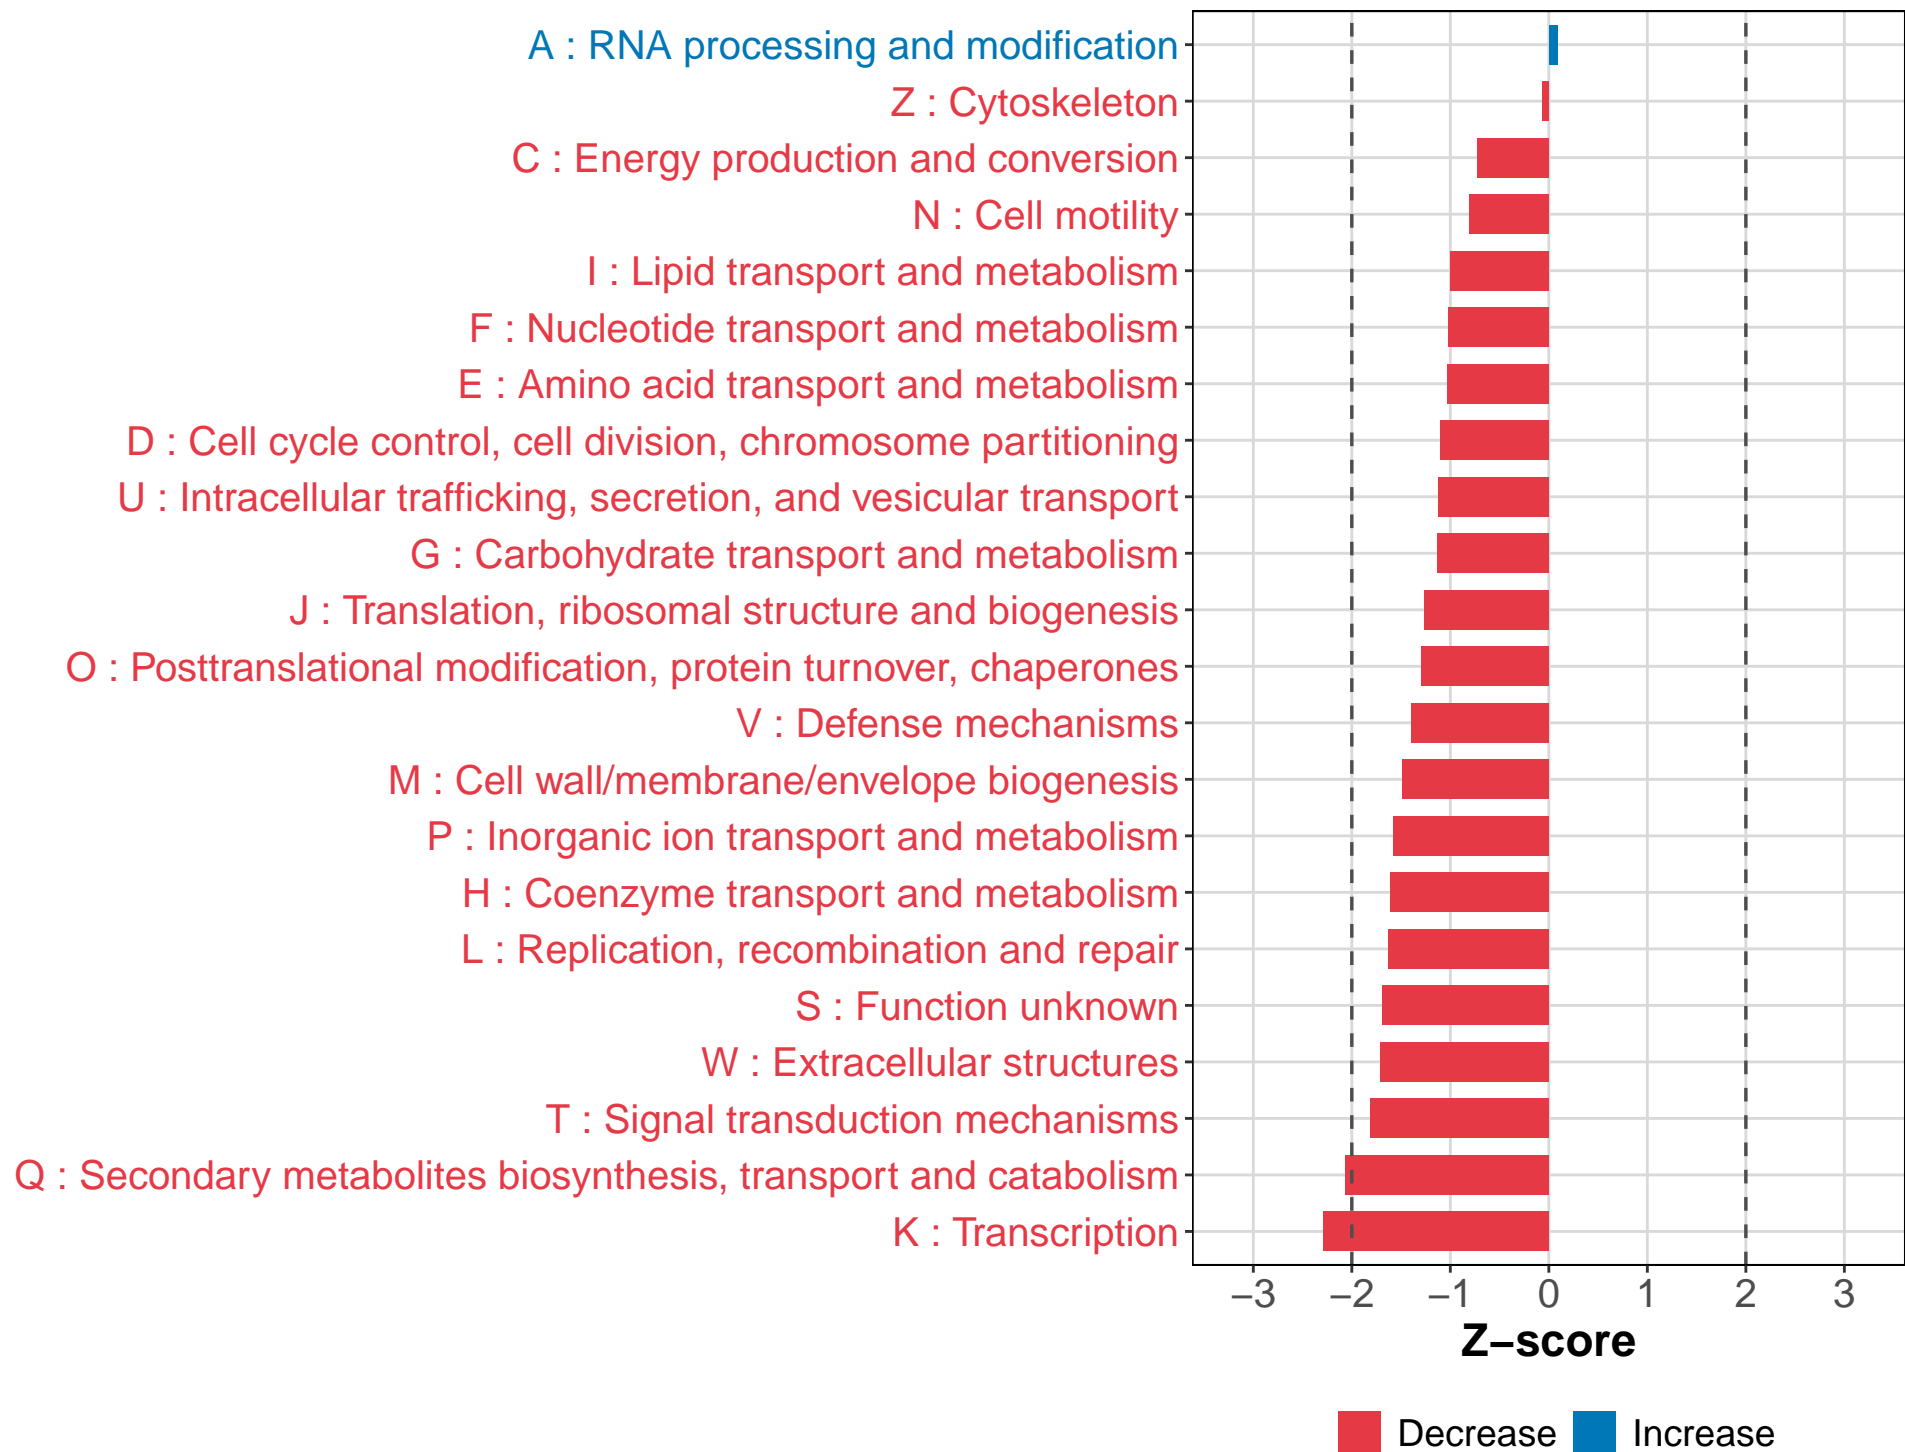 A : RNA processing and modification
Z : Cytoskeleton
C : Energy production and conversion
N : Cell motility
I : Lipid transport and metabolism
F : Nucleotide transport and metabolism
E : Amino acid transport and metabolism
D : Cell cycle control, cell division, chromosome partitioning
U : Intracellular trafficking, secretion, and vesicular transport
G : Carbohydrate transport and metabolism
J : Translation, ribosomal structure and biogenesis
O : Posttranslational modification, protein turnover, chaperones
V : Defense mechanisms
M : Cell wall/membrane/envelope biogenesis
P : Inorganic ion transport and metabolism
H : Coenzyme transport and metabolism
L : Replication, recombination and repair
S : Function unknown
W : Extracellular structures
T : Signal transduction mechanisms
Q : Secondary metabolites biosynthesis, transport and catabolism
K : Transcription
−3 −2 −1 0 1 2 3
Z−score
Decrease Increase